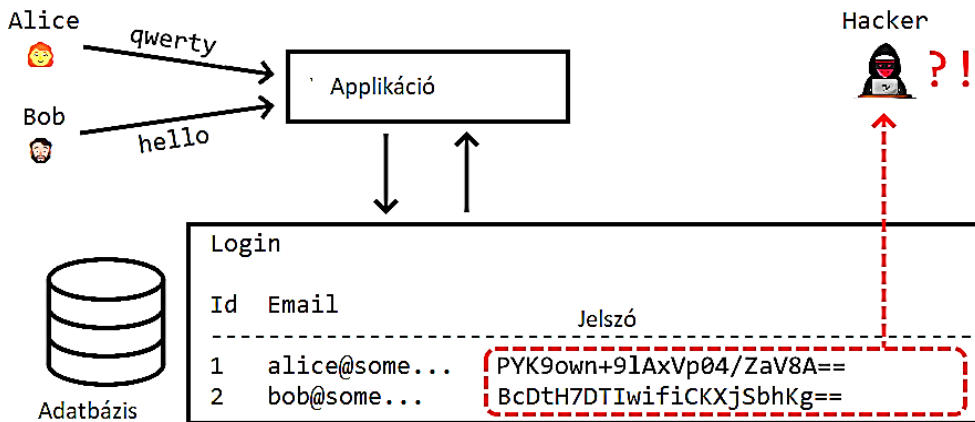 Alice
Hacker
qwerty
?!
Applikáció
Bob
hello
Login
Id Email Jelszó
1 alice@some... PYK9own+9lAxVp04/ZaV8A==
2 bob@some... BcDtH7DTIwifiCKXjSbhKg==
Adatbázis